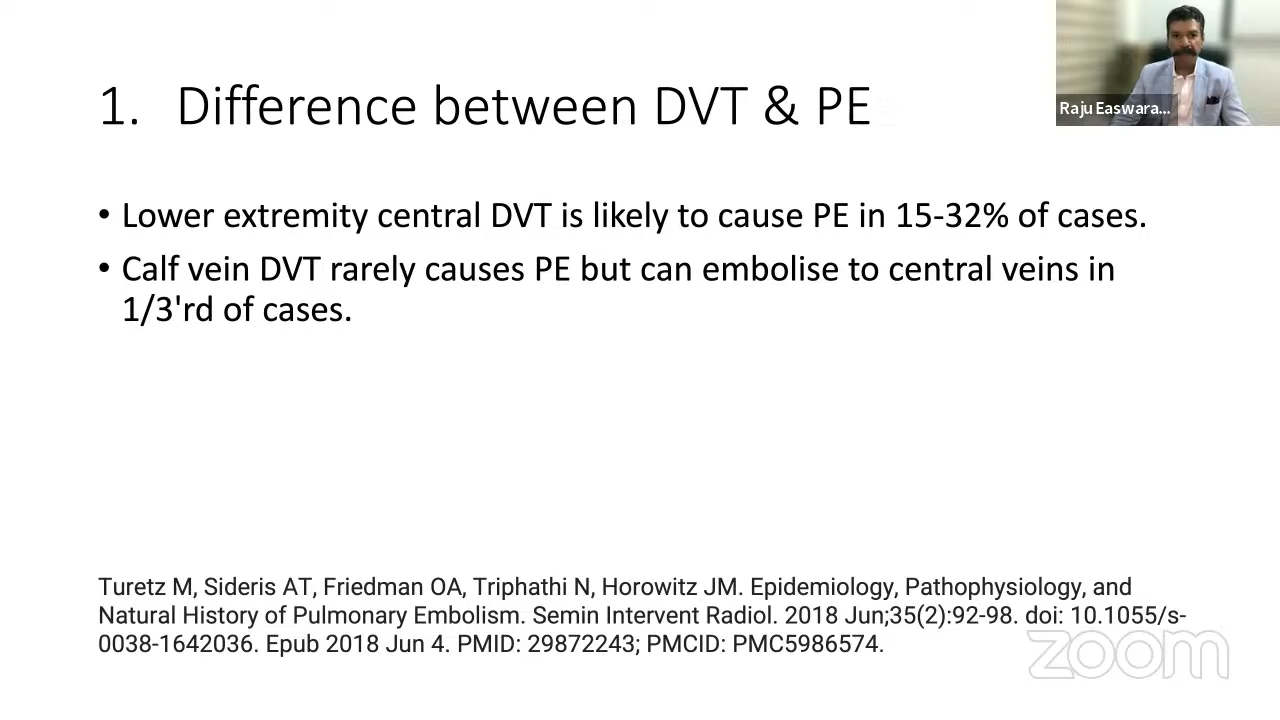 1. Difference between DVT & PE
Raju Easwara...
• Lower extremity central DVT is likely to cause PE in 15-32% of cases.
• Calf vein DVT rarely causes PE but can embolise to central veins in
1/3'rd of cases.
Turetz M, Sideris AT, Friedman OA, Triphathi N, Horowitz JM. Epidemiology, Pathophysiology, and
Natural History of Pulmonary Embolism. Semin Intervent Radiol. 2018 Jun;35(2):92-98. doi: 10.1055/s-
0038-1642036. Epub 2018 Jun 4. PMID: 29872243; PMCID: PMC5986574.
zoom